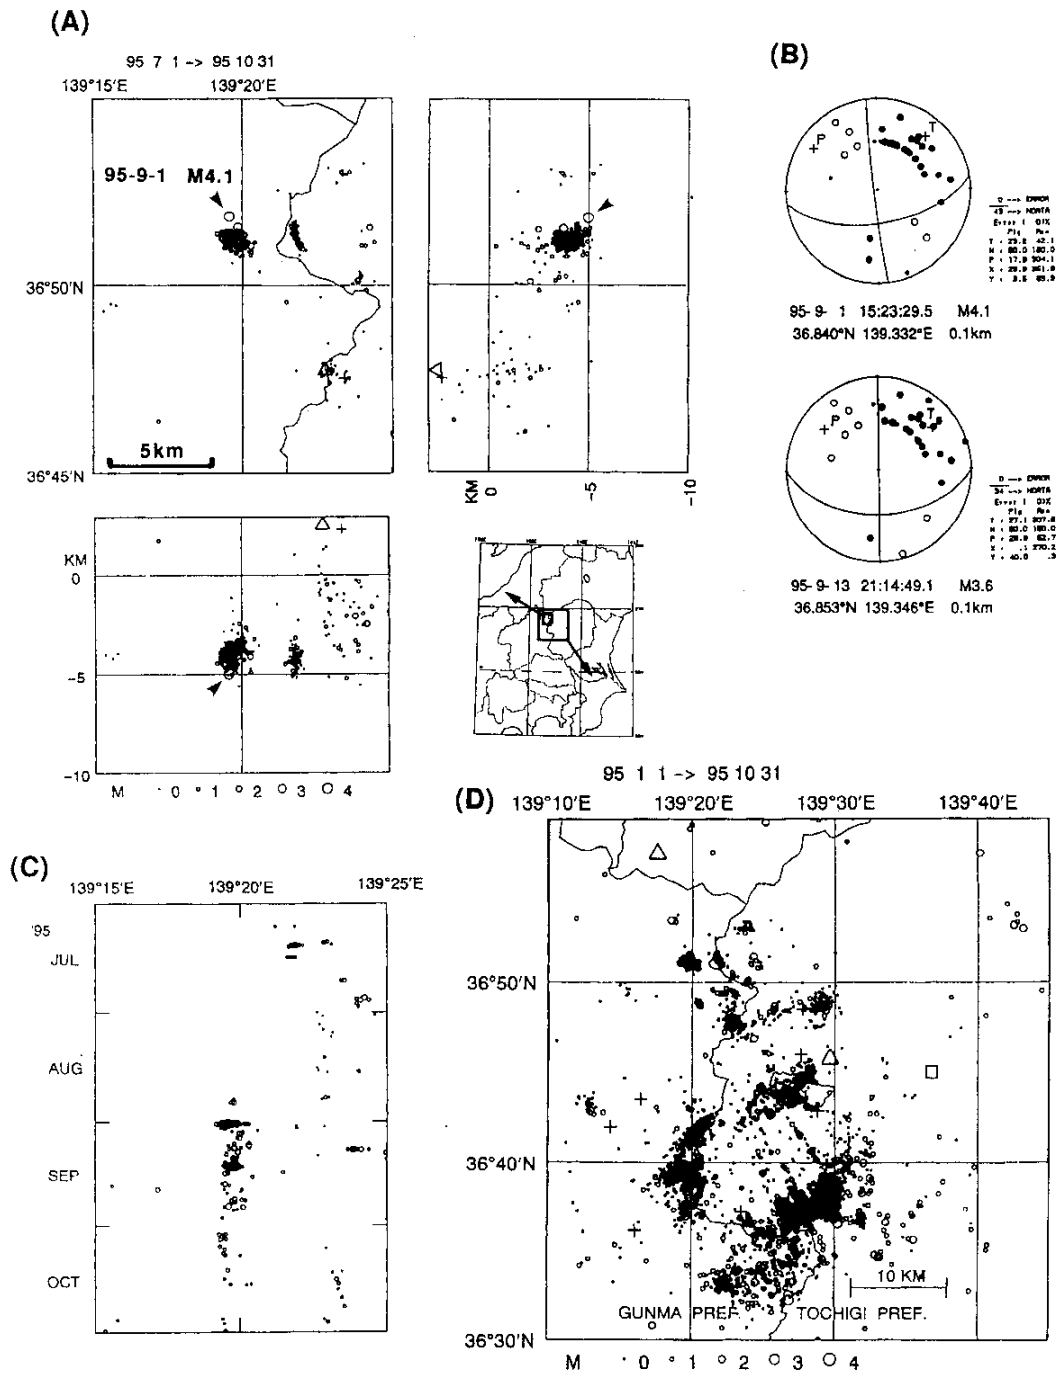 (A)
95 7 1 -> 95 10 31
139°15′E 139°20′E
95-9-1 M4.1
36°50′N
5km
36°45′N
KM 0 -5 -10
KM
0
-5
-10
M 0 1 2 3 4
(B)
P T
0 --> ERROR
95- 9- 1 15:23:29.5 M4.1
36.840°N 139.332°E 0.1km
P T
0 --> ERROR
95- 9-13 21:14:49.1 M3.6
36.853°N 139.346°E 0.1km
(C)
139°15′E 139°20′E 139°25′E
'95
JUL
AUG
SEP
OCT
95 1 1 -> 95 10 31
(D) 139°10′E 139°20′E 139°30′E 139°40′E
36°50′N
36°40′N
10 KM
GUNMA PREF. TOCHIGI PREF.
36°30′N
M 0 1 2 3 4